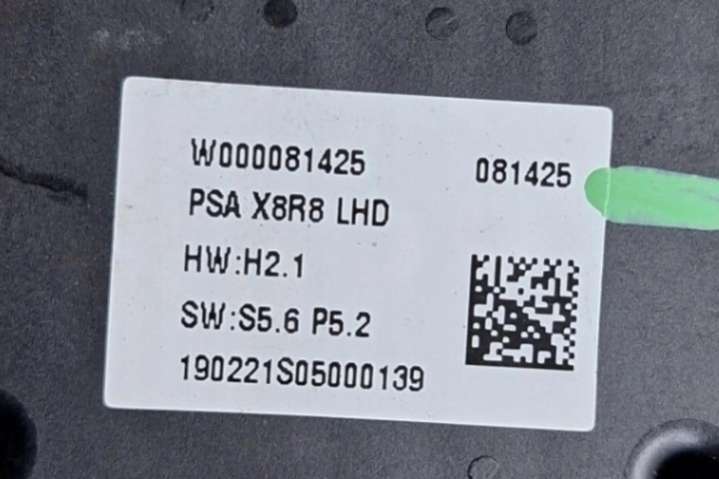 W000081425 081425
PSA X8R8 LHD
HW:H2.1
SW:S5.6 P5.2
190221S05000139